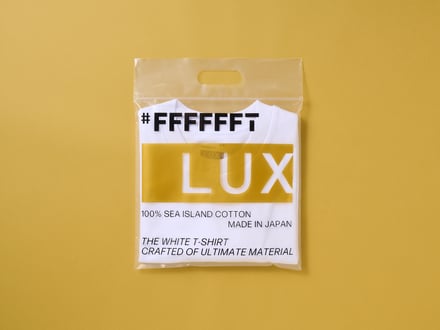 #FFFFFFT
LUX
100% SEA ISLAND COTTON
MADE IN JAPAN
THE WHITE T-SHIRT
CRAFTED OF ULTIMATE MATERIAL